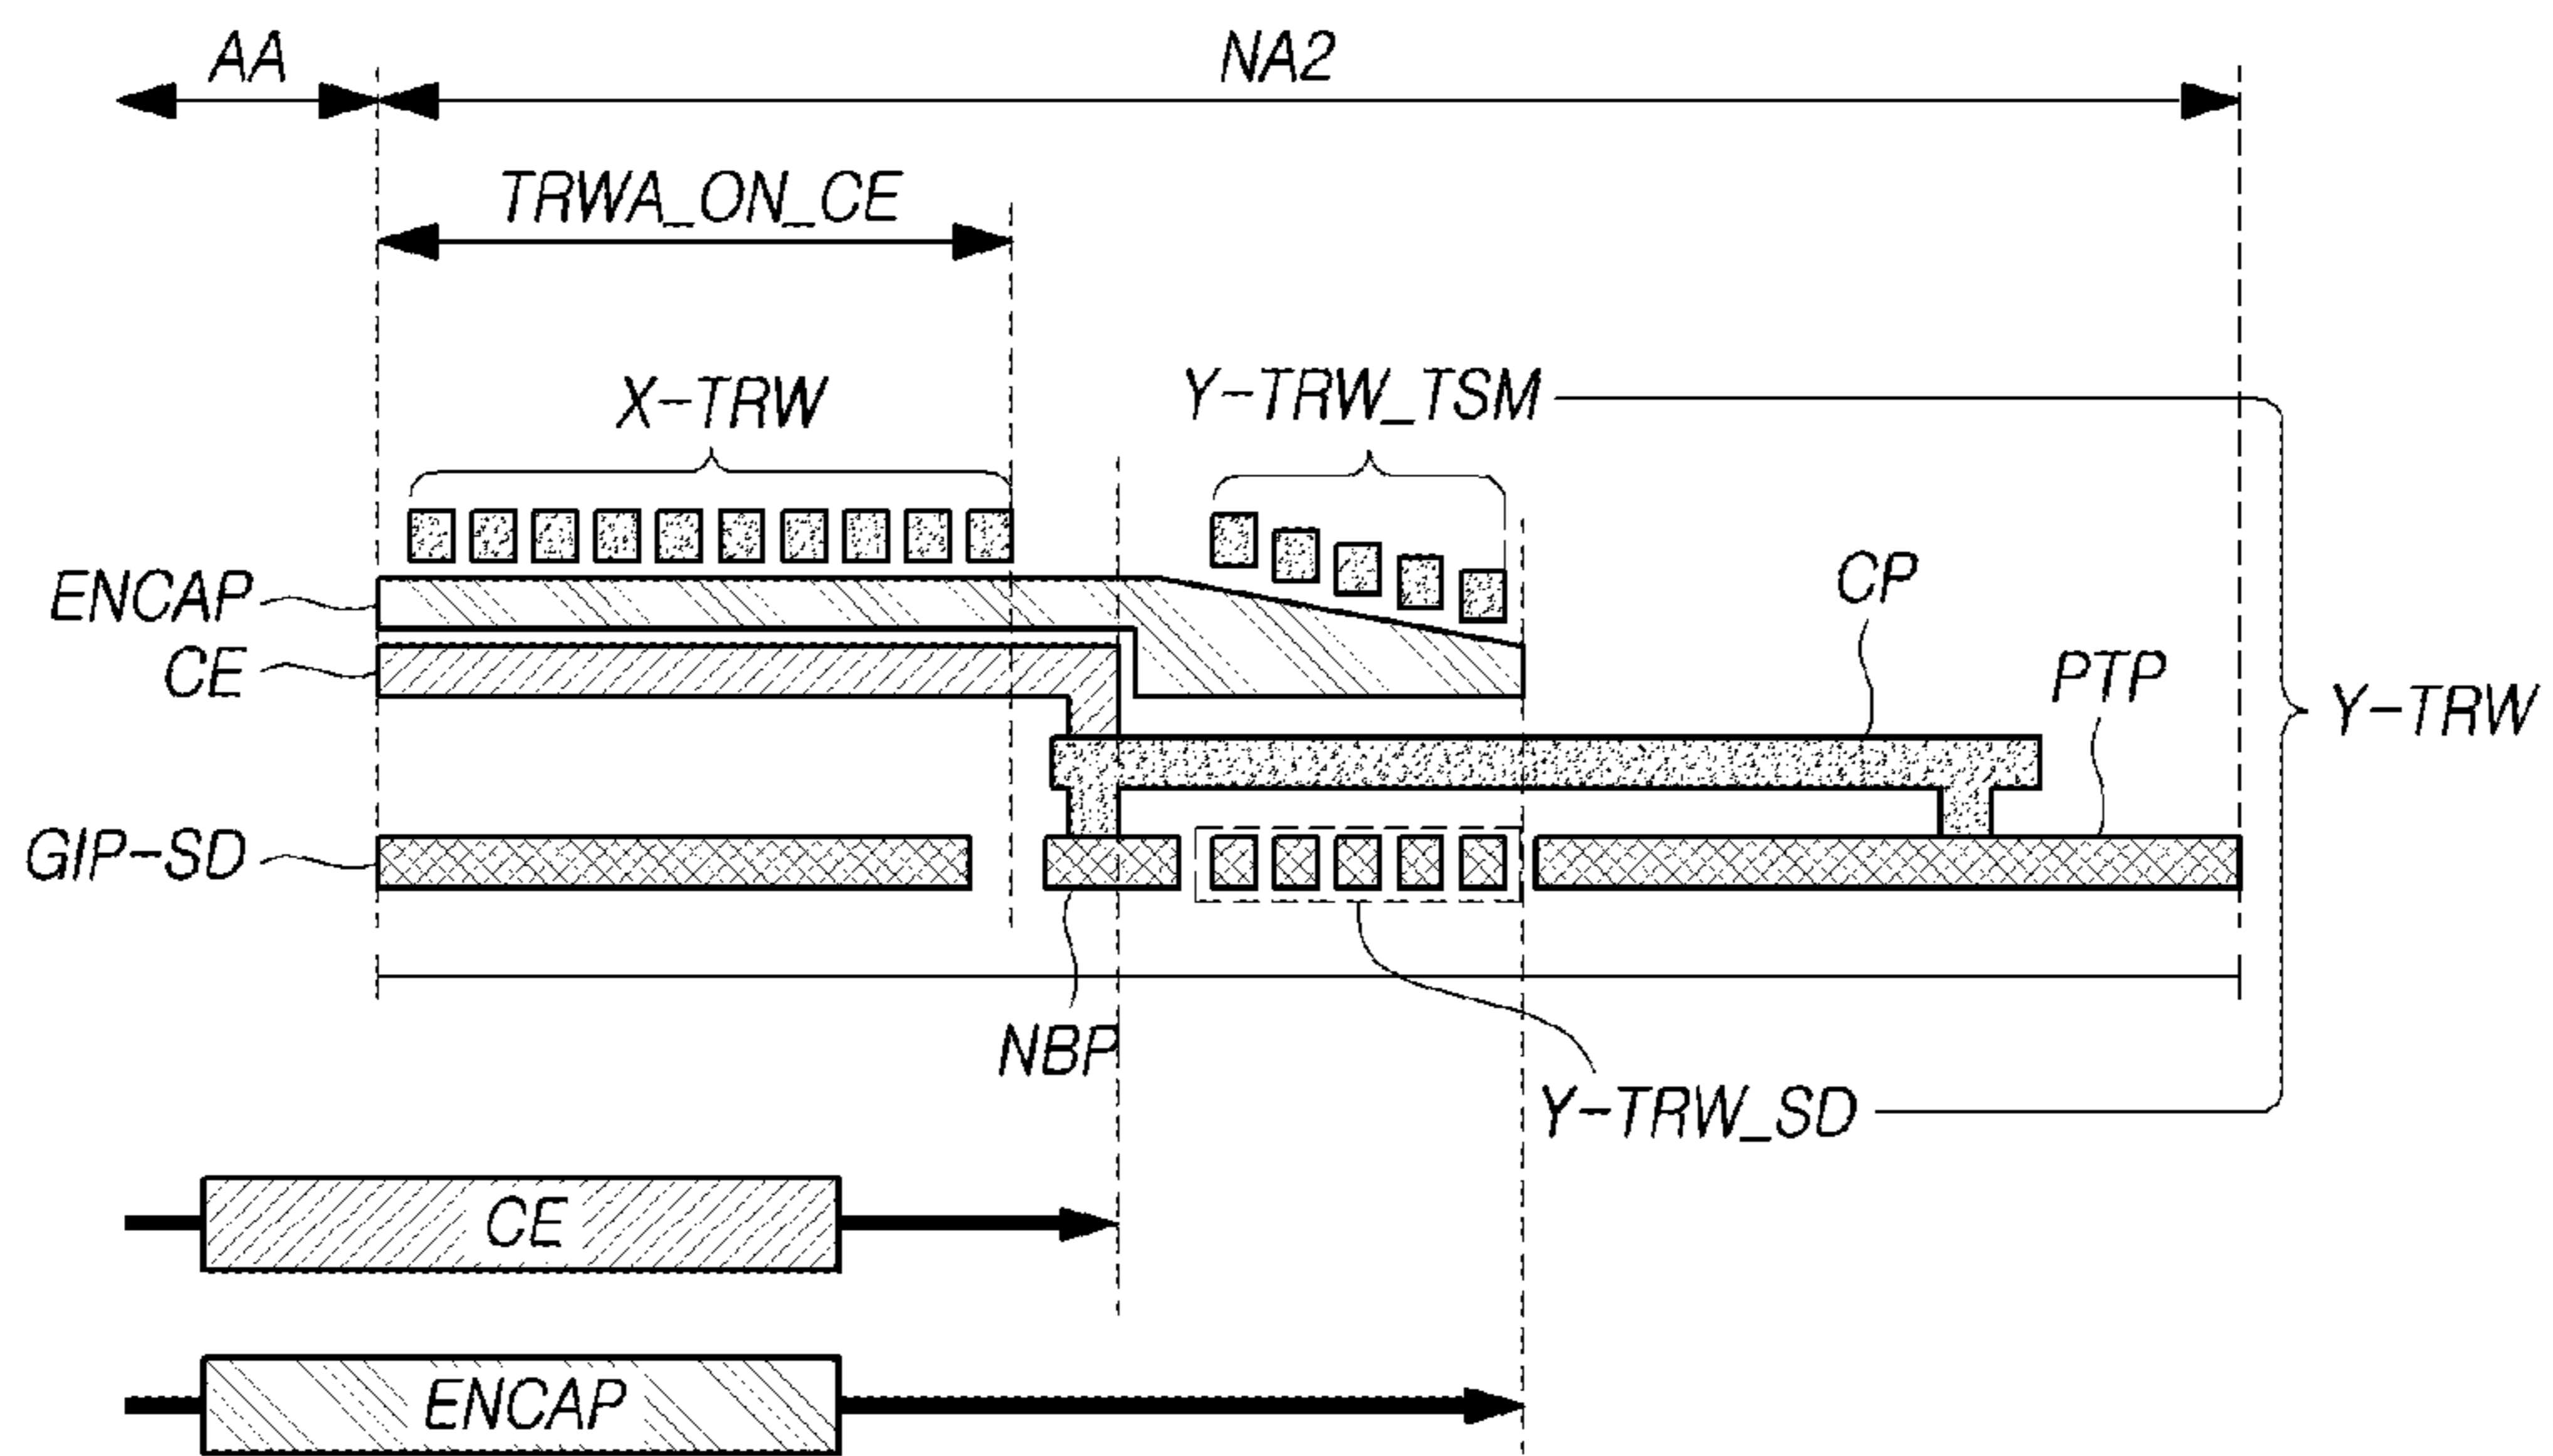 AA
NA2
TRWA_ON_CE
X-TRW
Y-TRW_TSM
ENCAP
CP
CE
PTP
Y-TRW
GIP-SD
NBP
Y-TRW_SD
CE
ENCAP